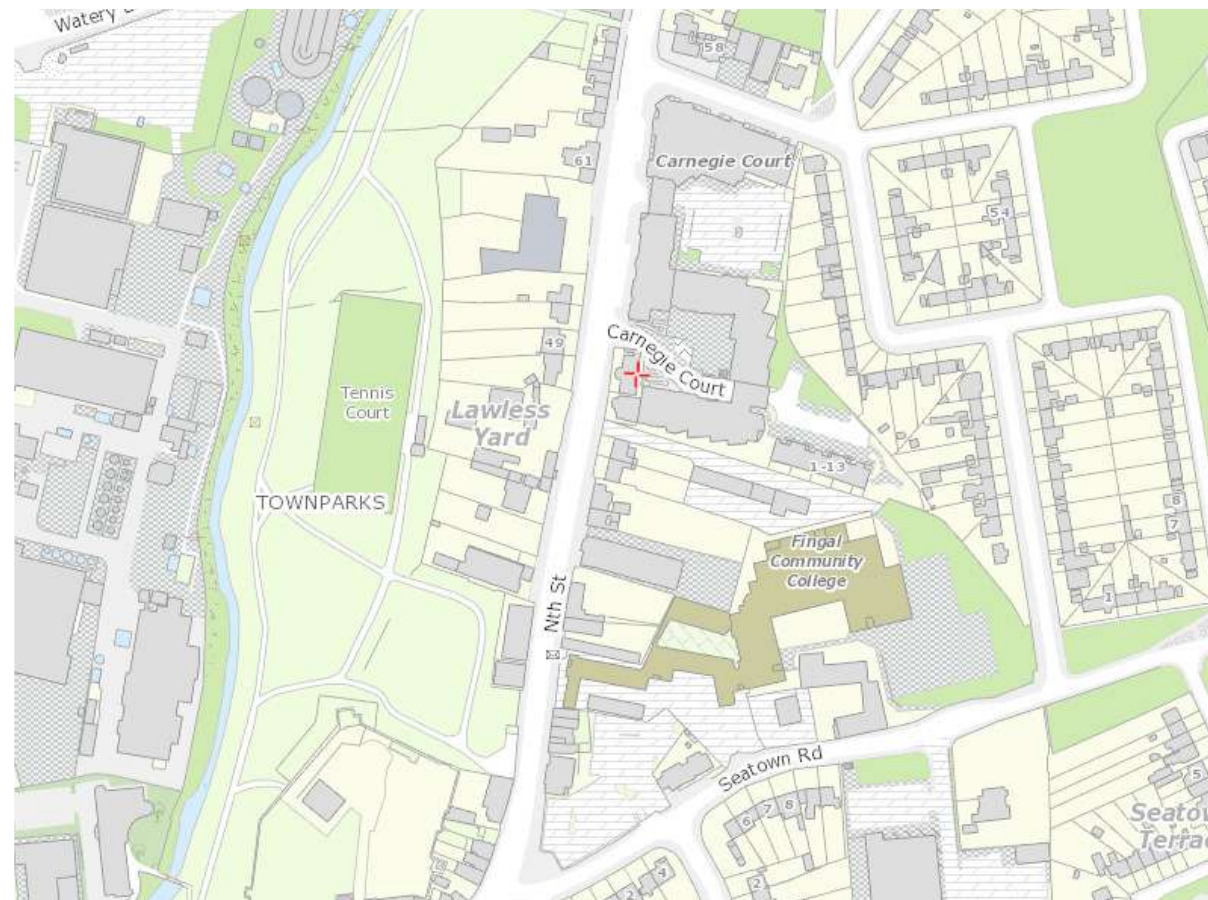 Watery
58
Carnegie Court
61
54
49
Carnegie Court
Tennis
Court
Lawless
Yard
1-13
TOWNPARKS
8
7
Fingal
Community
College
Nth St
1
Seatown Rd
5
6
7
8
4
2
2